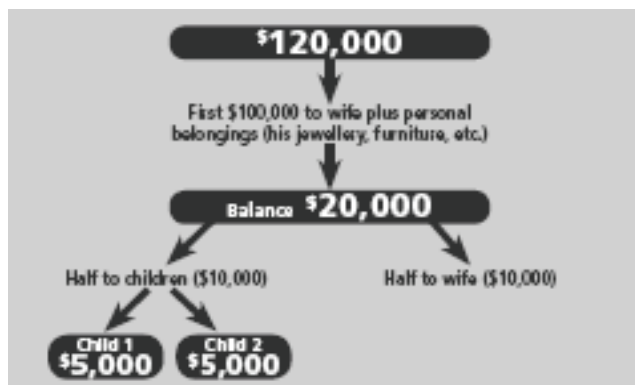 $120,000
First $100,000 to wife plus personal
belongings (his jewellery, furniture, etc.)
Balance $20,000
Half to children ($10,000)
Half to wife ($10,000)
Child 1
$5,000
Child 2
$5,000